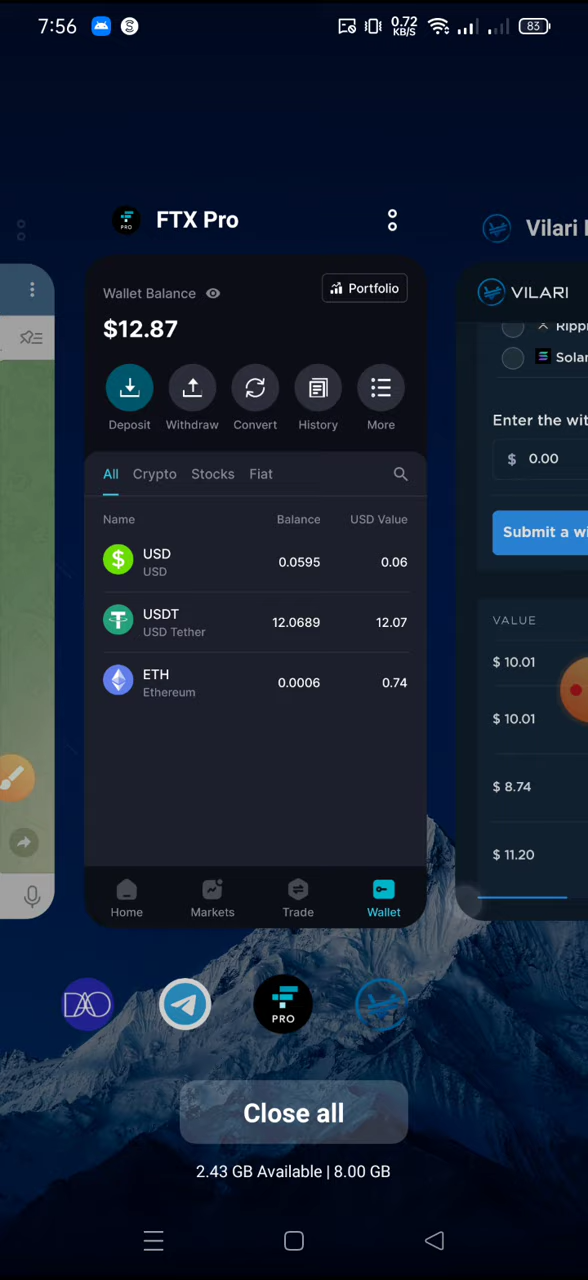 7:56
0.72
KB/S
83
FTX Pro
PRO
Vilari
Wallet Balance
Portfolio
$12.87
Deposit
Withdraw
Convert
History
More
All
Crypto
Stocks
Fiat
Name
Balance
USD Value
USD
USD
0.0595
0.06
USDT
USD Tether
12.0689
12.07
ETH
Ethereum
0.0006
0.74
Home
Markets
Trade
Wallet
VILARI
Enter the wit
$ 0.00
Submit a wi
VALUE
$ 10.01
$ 10.01
$ 8.74
$ 11.20
DAO
PRO
Close all
2.43 GB Available | 8.00 GB